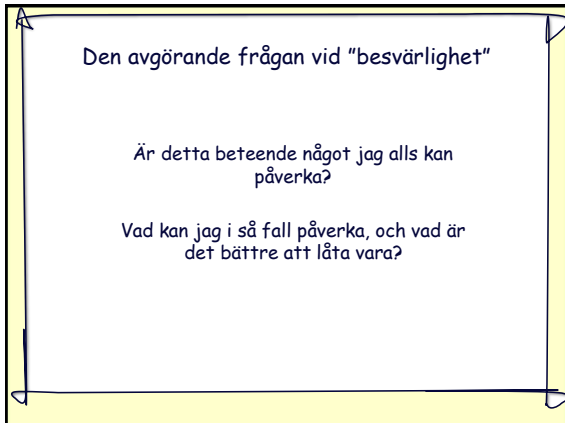 Den avgörande frågan vid ”besvärlighet”
Är detta beteende något jag alls kan
påverka?
Vad kan jag i så fall påverka, och vad är
det bättre att låta vara?